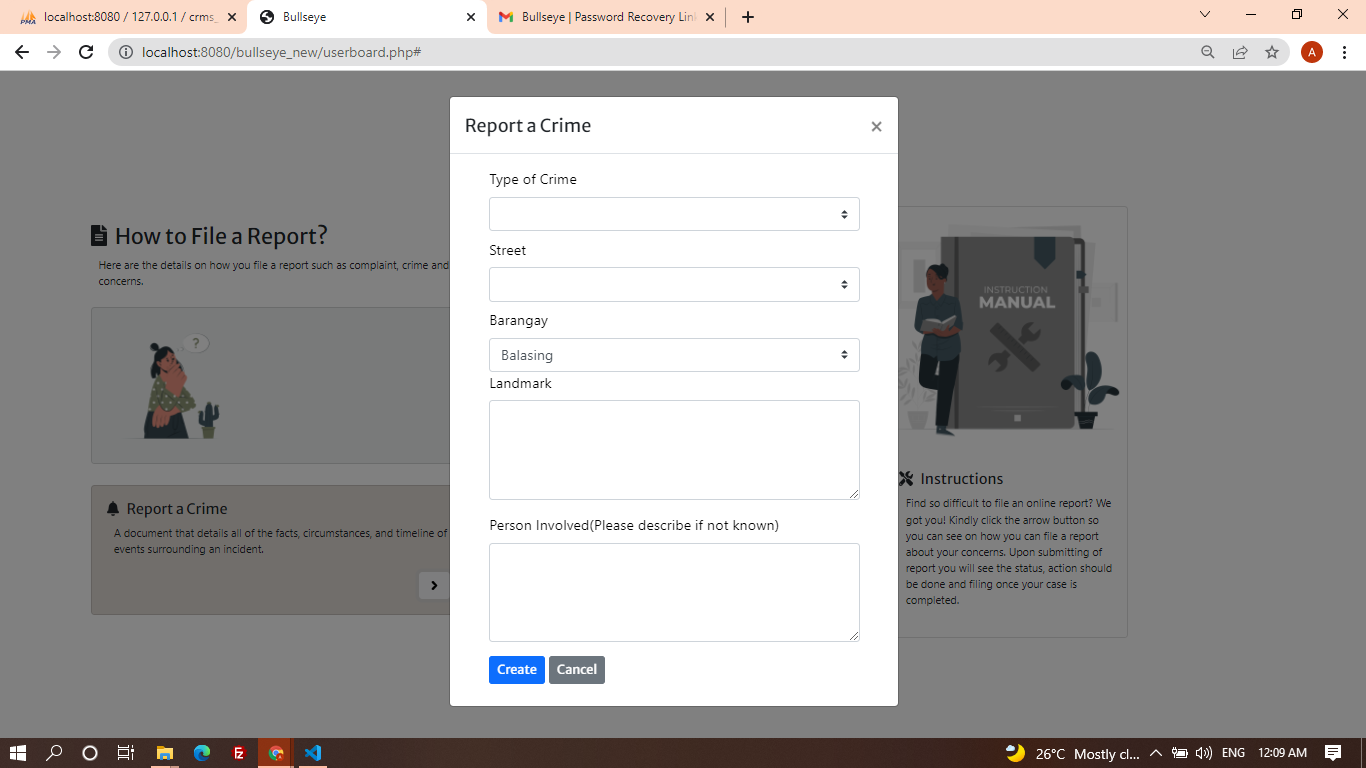 localhost:8080 / 127.0.0.1 / crms_
Bullseye
Bullseye | Password Recovery Lin
localhost:8080/bullseye_new/userboard.php#
A
Report a Crime
×
Type of Crime
Street
Barangay
Balasing
Landmark
Person Involved(Please describe if not known)
Create
Cancel
How to File a Report?
Here are the details on how you file a report such as complaint, crime and
concerns.
?
Report a Crime
A document that details all of the facts, circumstances, and timeline of
events surrounding an incident.
INSTRUCTION
MANUAL
Instructions
Find so difficult to file an online report? We
got you! Kindly click the arrow button so
you can see on how you can file a report
about your concerns. Upon submitting of
report you will see the status, action should
be done and filing once your case is
completed.
26°C Mostly cl...
ENG
12:09 AM